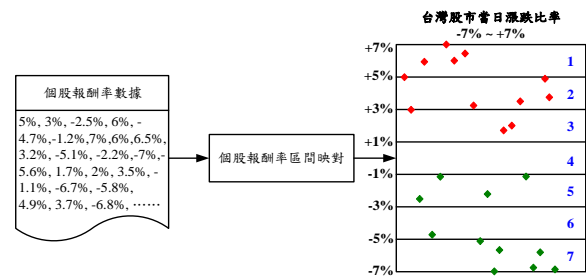 台灣股市當日漲跌比率
-7% ~ +7%
個股報酬率數據
5%, 3%, -2.5%, 6%, -
4.7%,-1.2%,7%,6%,6.5%,
3.2%, -5.1%, -2.2%,-7%,-
5.6%, 1.7%, 2%, 3.5%, -
1.1%, -6.7%, -5.8%,
4.9%, 3.7%, -6.8%, ……
個股報酬率區間映對
+7%
1
+5%
2
+3%
3
+1%
4
-1%
5
-3%
6
-5%
7
-7%